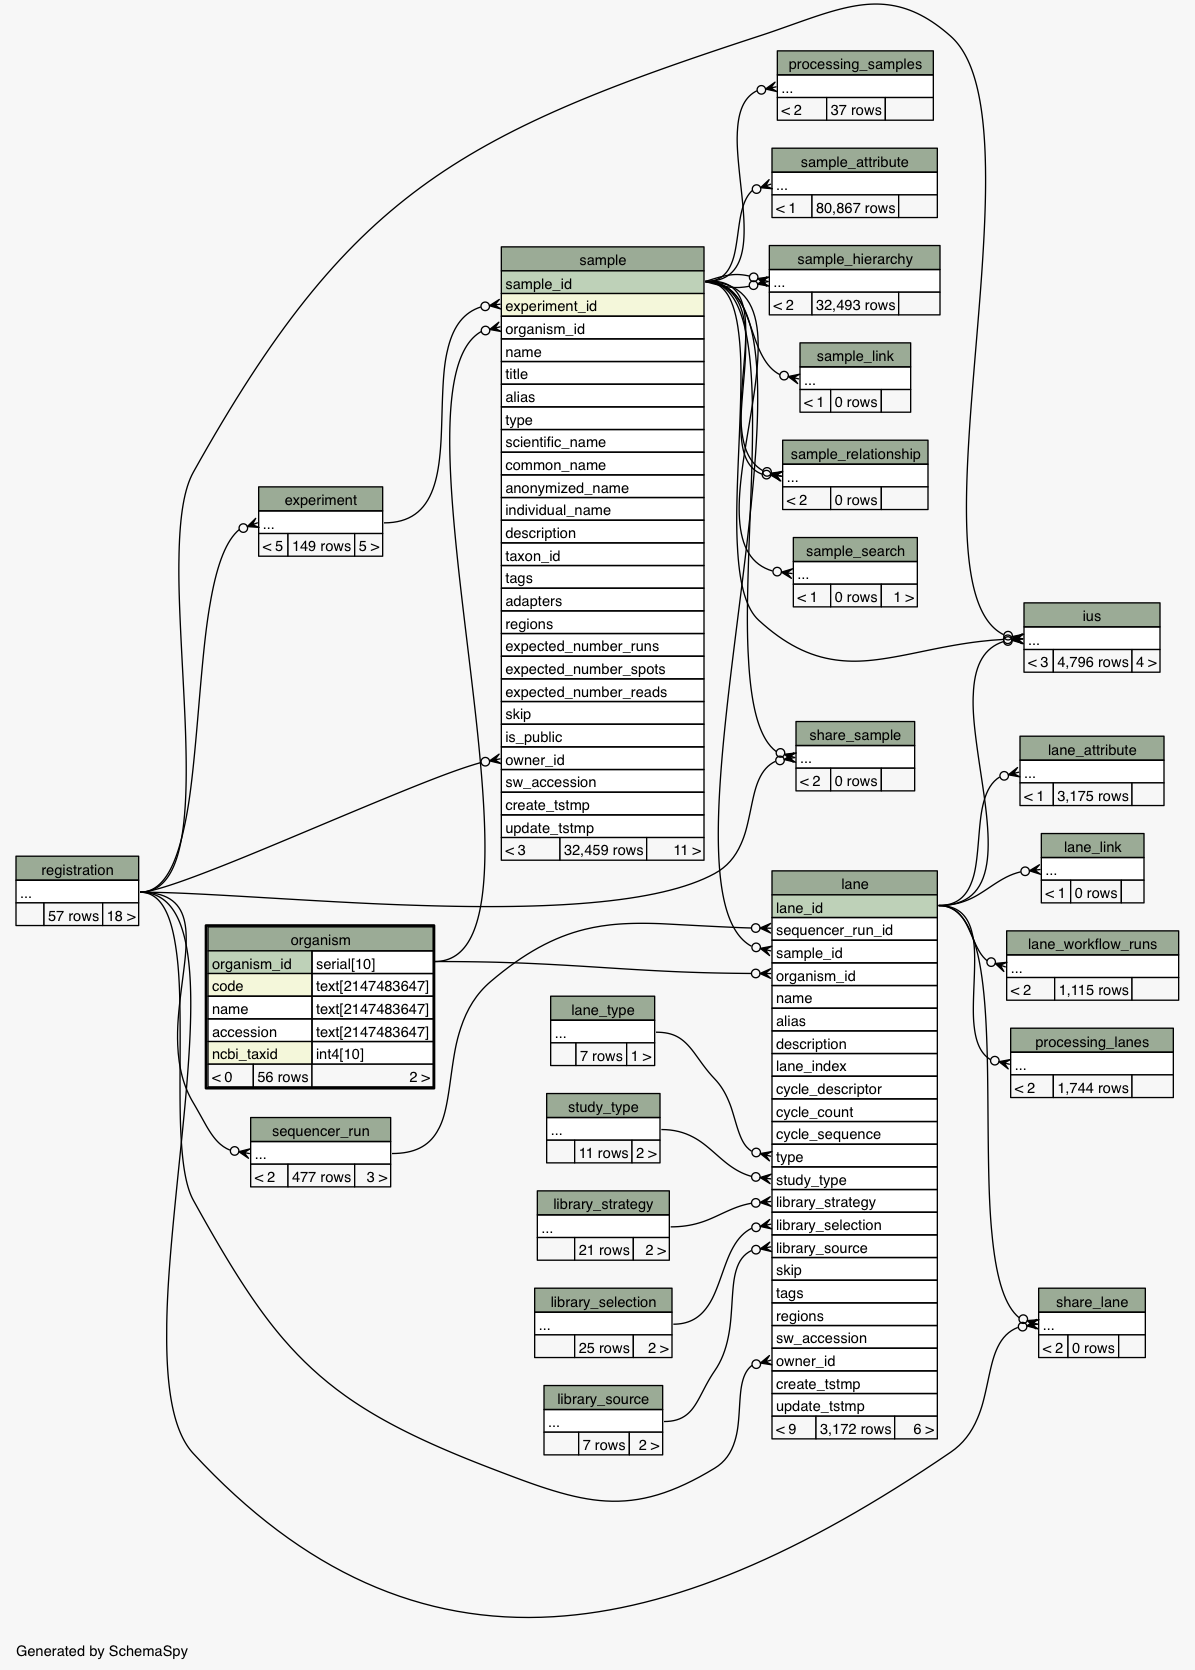 processing_samples
...
< 2 37 rows
sample_attribute
...
< 1 80,867 rows
sample_hierarchy
...
< 2 32,493 rows
sample_link
...
< 1 0 rows
sample_relationship
...
< 2 0 rows
sample_search
...
< 1 0 rows 1 >
share_sample
...
< 2 0 rows
sample
sample_id
experiment_id
organism_id
name
title
alias
type
scientific_name
common_name
anonymized_name
individual_name
description
taxon_id
tags
adapters
regions
expected_number_runs
expected_number_spots
expected_number_reads
skip
is_public
owner_id
sw_accession
create_tstmp
update_tstmp
< 3 32,459 rows 11 >
experiment
...
< 5 149 rows 5 >
ius
...
< 3 4,796 rows 4 >
lane_attribute
...
< 1 3,175 rows
lane_link
...
< 1 0 rows
lane_workflow_runs
...
< 2 1,115 rows
processing_lanes
...
< 2 1,744 rows
share_lane
...
< 2 0 rows
registration
...
57 rows 18 >
organism
organism_id serial[10]
code text[2147483647]
name text[2147483647]
accession text[2147483647]
ncbi_taxid int4[10]
< 0 56 rows 2 >
sequencer_run
...
< 2 477 rows 3 >
lane_type
...
7 rows 1 >
study_type
...
11 rows 2 >
library_strategy
...
21 rows 2 >
library_selection
...
25 rows 2 >
library_source
...
7 rows 2 >
lane
lane_id
sequencer_run_id
sample_id
organism_id
name
alias
description
lane_index
cycle_descriptor
cycle_count
cycle_sequence
type
study_type
library_strategy
library_selection
library_source
skip
tags
regions
sw_accession
owner_id
create_tstmp
update_tstmp
< 9 3,172 rows 6 >
Generated by SchemaSpy